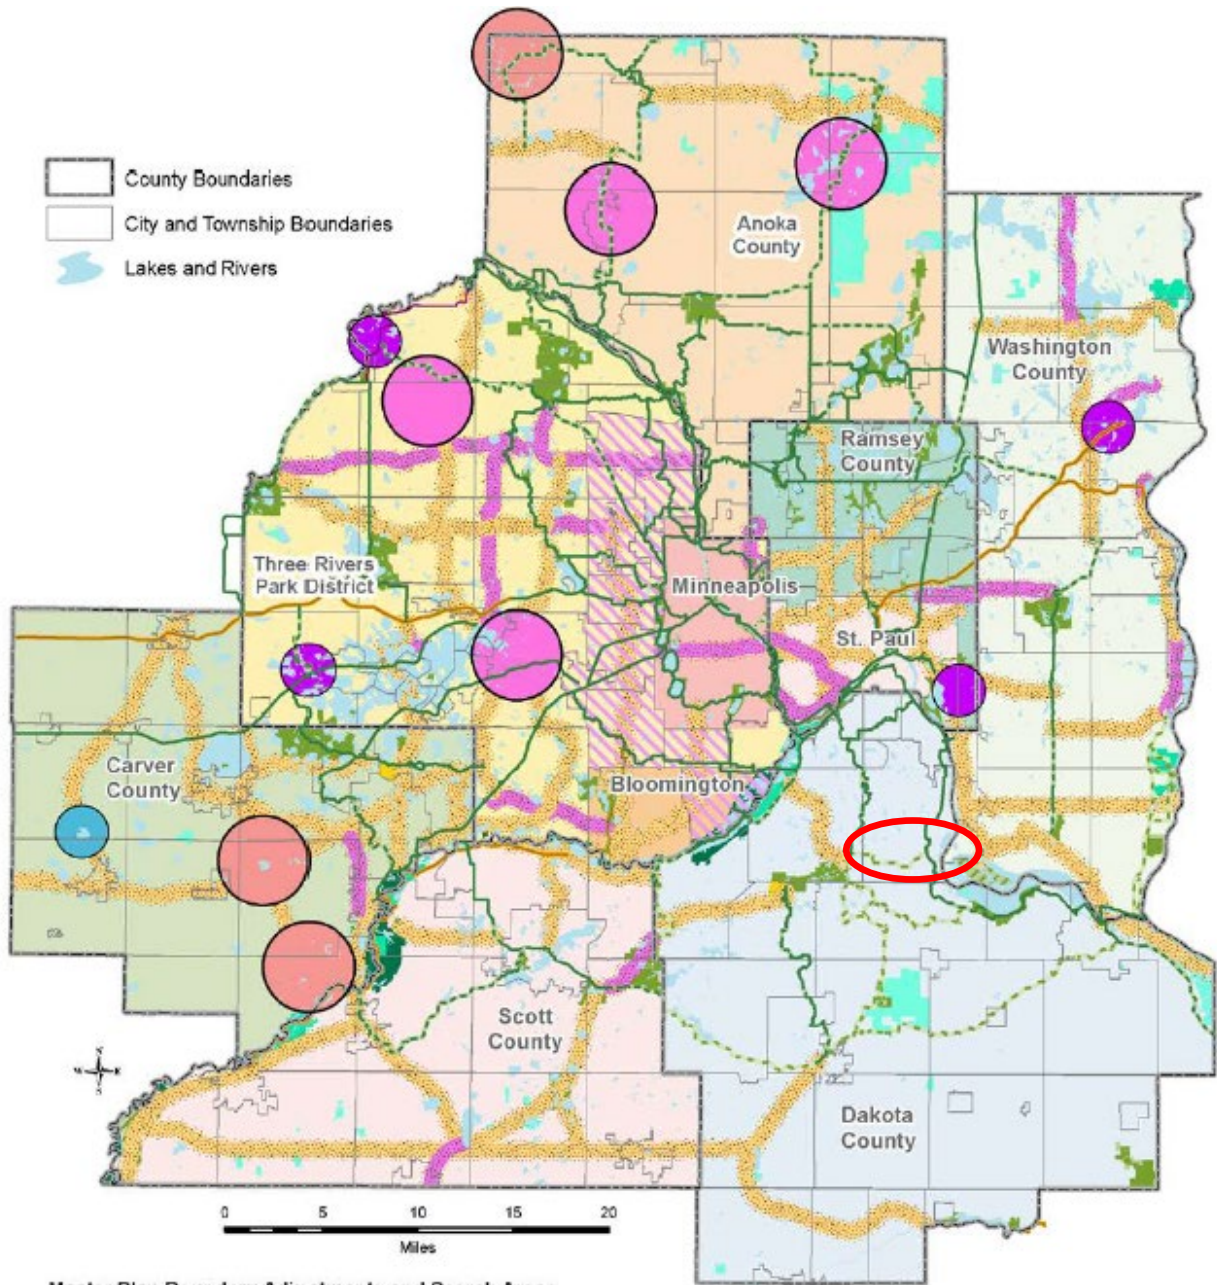 County Boundaries
City and Township Boundaries
Lakes and Rivers
Anoka
County
Washington
County
Ramsey
County
Three Rivers
Park District
Minneapolis
St. Paul
Carver
County
Bloomington
Scott
County
Dakota
County
0 5 10 15 20
Miles